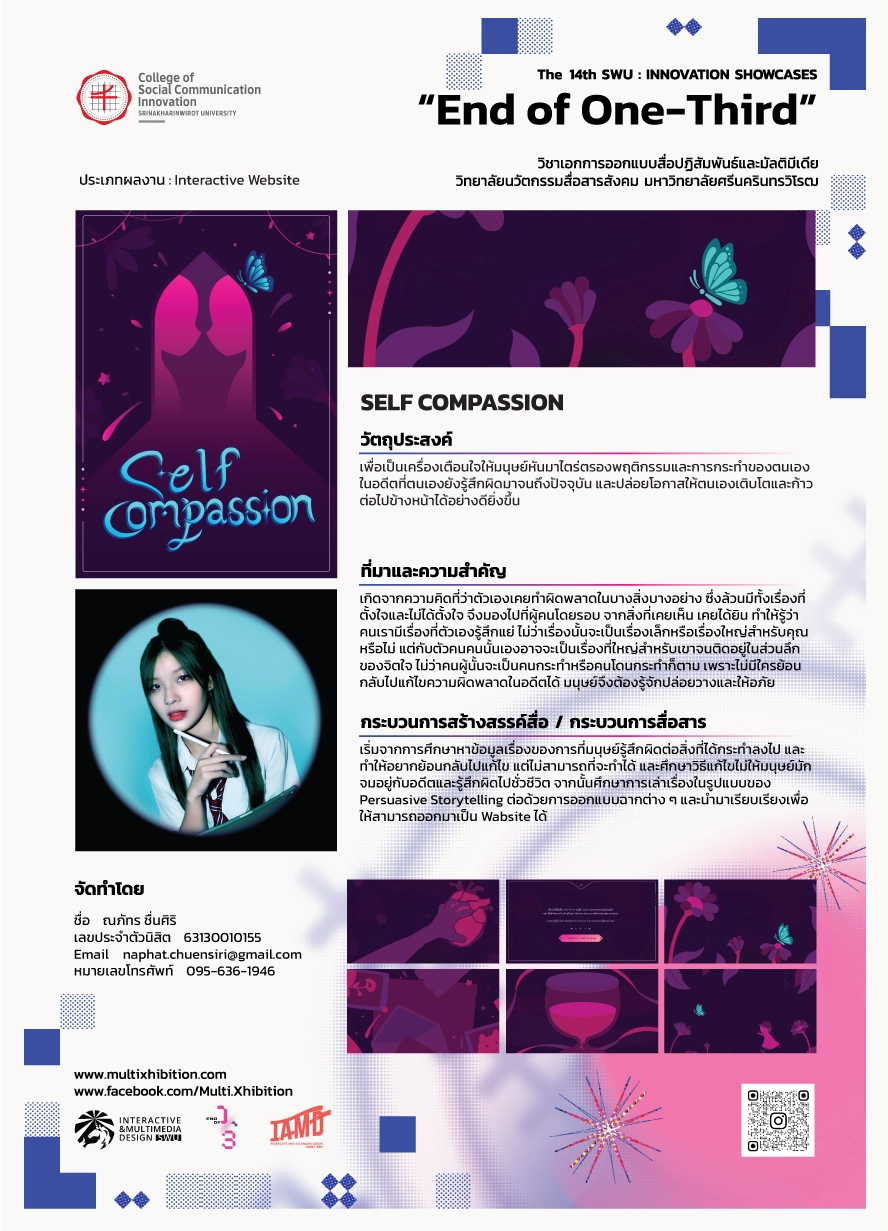 College of
Social Communication
Innovation
SRINAKHARINWIROT UNIVERSITY
The 14th SWU : INNOVATION SHOWCASES
“End of One-Third”
วิชาเอกการออกแบบสื่อปฏิสัมพันธ์และมัลติมีเดีย
วิทยาลัยนวัตกรรมสื่อสารสังคม มหาวิทยาลัยศรีนครินทรวิโรฒ
ประเภทผลงาน : Interactive Website
Self
Compassion
SELF COMPASSION
วัตถุประสงค์
เพื่อเป็นเครื่องเตือนใจให้มนุษย์หันมาไตร่ตรองพฤติกรรมและการกระทำของตนเอง
ในอดีตที่ตนเองยังรู้สึกผิดมาจนถึงปัจจุบัน และปล่อยโอกาสให้ตนเองเติบโตและก้าว
ต่อไปข้างหน้าได้อย่างดียิ่งขึ้น
ที่มาและความสำคัญ
เกิดจากความคิดที่ว่าตัวเองเคยทำผิดพลาดในบางสิ่งบางอย่าง ซึ่งล้วนมีทั้งเรื่องที่
ตั้งใจและไม่ได้ตั้งใจ จึงมองไปที่ผู้คนโดยรอบ จากสิ่งที่เคยเห็น เคยได้ยิน ทำให้รู้ว่า
คนเรามีเรื่องที่ตัวเองรู้สึกแย่ ไม่ว่าเรื่องนั้นจะเป็นเรื่องเล็กหรือเรื่องใหญ่สำหรับคุณ
หรือไม่ แต่กับตัวคนคนนั้นเองอาจจะเป็นเรื่องที่ใหญ่สำหรับเขาจนติดอยู่ในส่วนลึก
ของจิตใจ ไม่ว่าคนผู้นั้นจะเป็นคนกระทำหรือคนโดนกระทำก็ตาม เพราะไม่มีใครย้อน
กลับไปแก้ไขความผิดพลาดในอดีตได้ มนุษย์จึงต้องรู้จักปล่อยวางและให้อภัย
กระบวนการสร้างสรรค์สื่อ / กระบวนการสื่อสาร
เริ่มจากการศึกษาหาข้อมูลเรื่องของการที่มนุษย์รู้สึกผิดต่อสิ่งที่ได้กระทำลงไป และ
ทำให้อยากย้อนกลับไปแก้ไข แต่ไม่สามารถที่จะทำได้ และศึกษาวิธีแก้ไขไม่ให้มนุษย์มัก
จมอยู่กับอดีตและรู้สึกผิดไปชั่วชีวิต จากนั้นศึกษาการเล่าเรื่องในรูปแบบของ
Persuasive Storytelling ต่อด้วยการออกแบบฉากต่าง ๆ และนำมาเรียบเรียงเพื่อ
ให้สามารถออกมาเป็น Wabsite ได้
จัดทำโดย
ชื่อ ณภัทร ชื่นศิริ
เลขประจำตัวนิสิต 63130010155
Email naphat.chuensiri@gmail.com
หมายเลขโทรศัพท์ 095-636-1946
www.multixhibition.com
www.facebook.com/Multi.Xhibition
INTERACTIVE
&MULTIMEDIA
DESIGN SWU
END
OF
1
3
IAMD